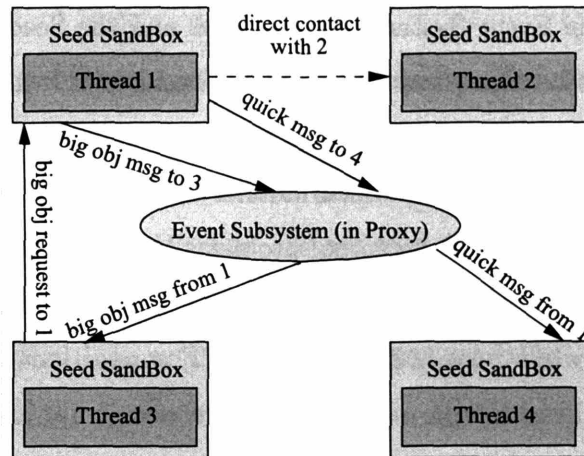 Seed SandBox
Thread 1
direct contact
with 2
Seed SandBox
Thread 2
quick msg to 4
big obj msg to 3
big obj request to 1
Event Subsystem (in Proxy)
big obj msg from 1
quick msg from 1
Seed SandBox
Thread 3
Seed SandBox
Thread 4